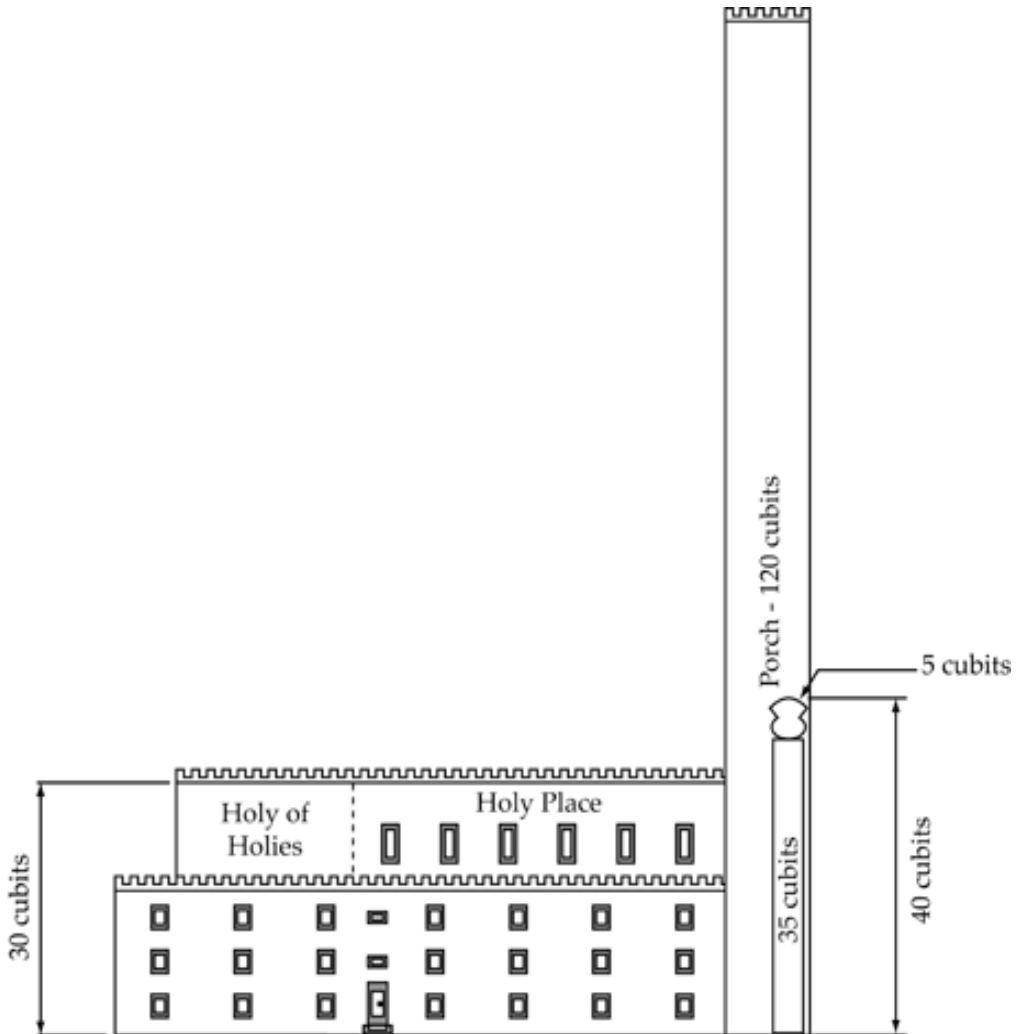 Porch - 120 cubits
5 cubits
Holy of
Holies
Holy Place
30 cubits
35 cubits
40 cubits